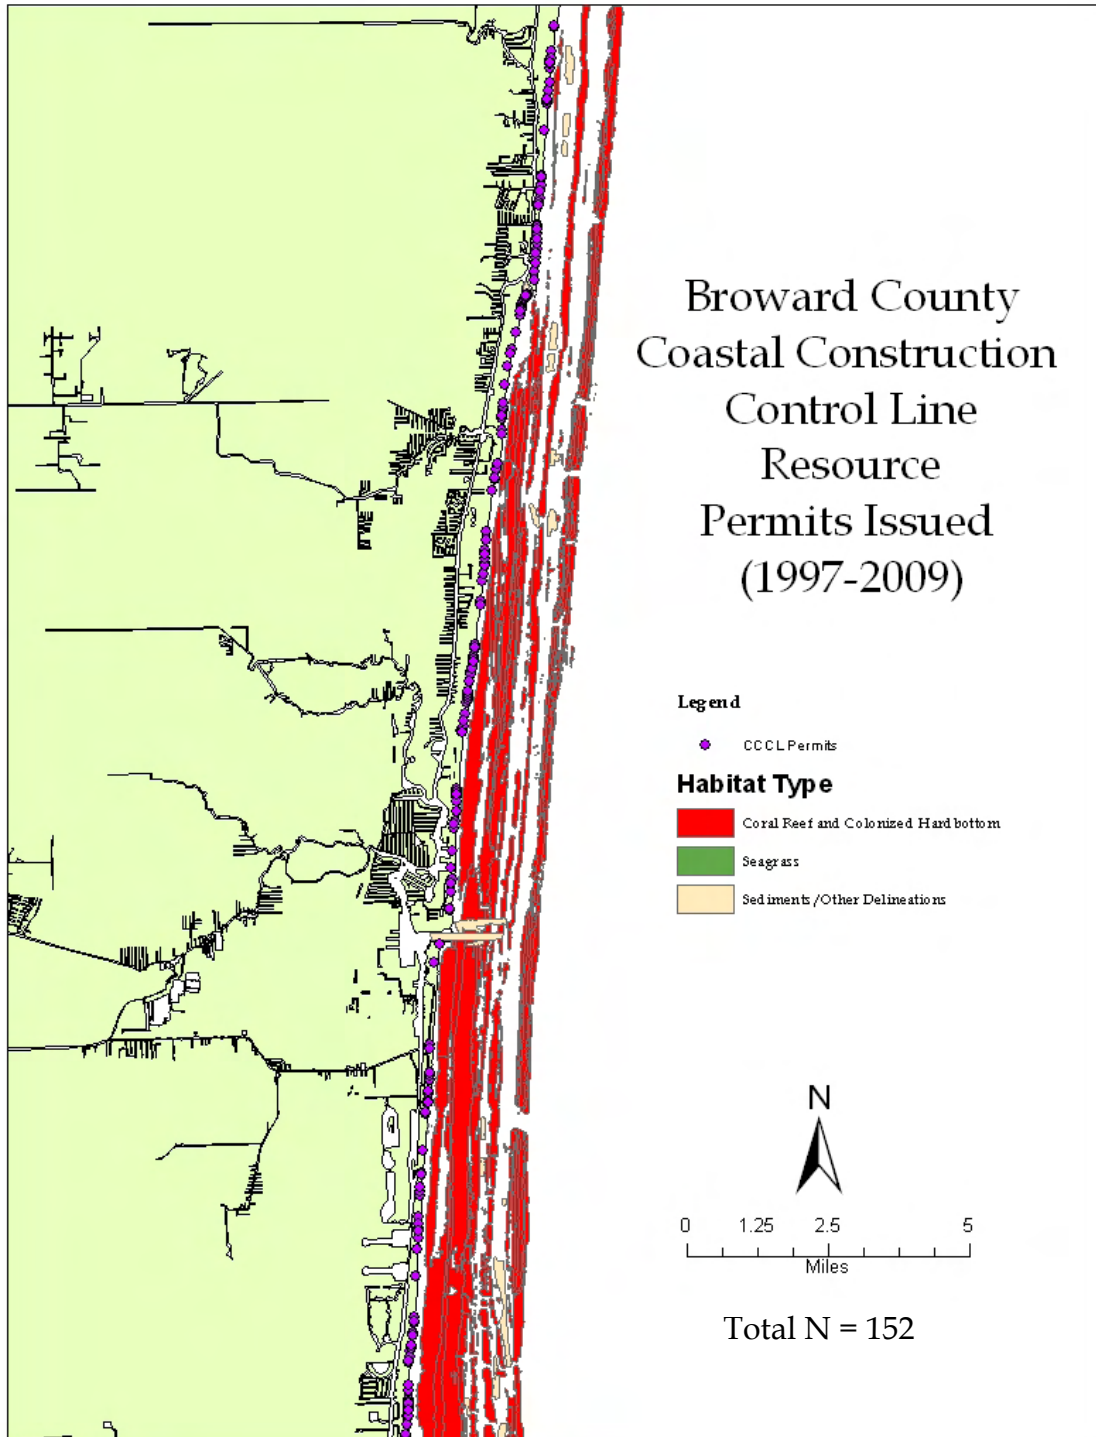 Broward County
Coastal Construction
Control Line
Resource
Permits Issued
(1997-2009)
Legend
CCCL Permits
Habitat Type
Coral Reef and Colonized Hardbottom
Seagrass
Sediments/Other Delineations
N
0 1.25 2.5 5
Miles
Total N = 152